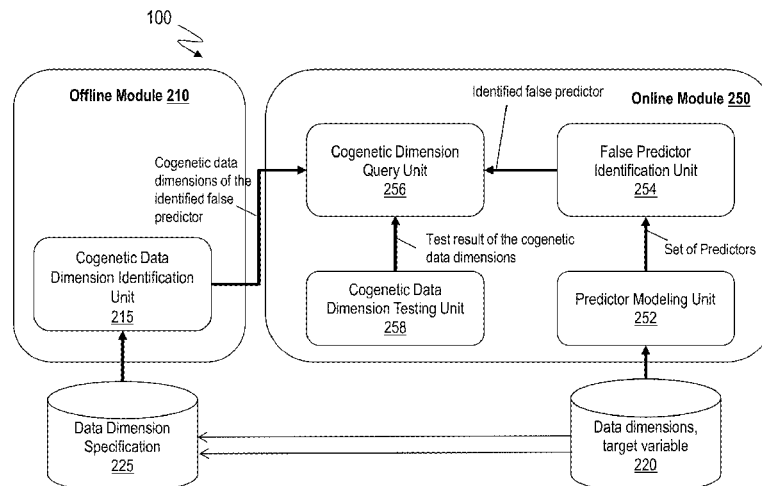 100
Offline Module 210
Online Module 250
Identified false predictor
Cogenetic data
dimensions of the
identified false
predictor
Cogenetic Dimension
Query Unit
256
False Predictor
Identification Unit
254
Test result of the cogenetic
data dimensions
Set of Predictors
Cogenetic Data
Dimension Identification
Unit
215
Cogenetic Data
Dimension Testing Unit
258
Predictor Modeling Unit
252
Data Dimension
Specification
225
Data dimensions,
target variable
220